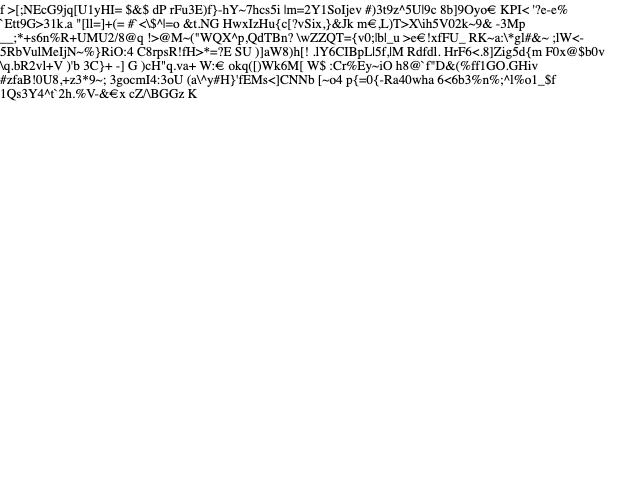 f >[;NEcG9jq[U1yHI= $&$ dP rFu3E)f}-hY~7hcs5i |m=2Y1SoIjev #)3t9z^5U|9c 8b]9Oyo€ KPI< '?e-e%
`Ett9G>31k.a "[Il=]+(= #`<\$^|=o &t.NG HwxIzHu{c[?vSix,}&Jk m€,L)T>X\ih5V02k~9& -3Mp
__;*+s6n%R+UMU2/8@q !>@M~("WQX^p,QdTBn? \wZZQT={v0;|b|_u >e€!xfFU_ RK~a:\*gl#&~ ;lW<-
5RbVulMeIjN~%}RiO:4 C8rpsR!fH>*=?E SU )]aW8)h[! .lY6CIBpL|5f,lM Rdfdl. HrF6<.8]Zig5d{m F0x@$b0v
\q.bR2vl+V )'b 3C}+ -] G )cH"q.va+ W:€ okq([)Wk6M[ W$ :Cr%Ey~iO h8@`f"D&(%ff1GO.GHiv
#zfaB!0U8,+z3*9~; 3gocmI4:3oU (a\^y#H}'fEMs<]CNNb [~o4 p{=0{-Ra40wha 6<6b3%n%;^l%o1_$f
1Qs3Y4^t`2h.%V-&€x cZ/\BGGz K